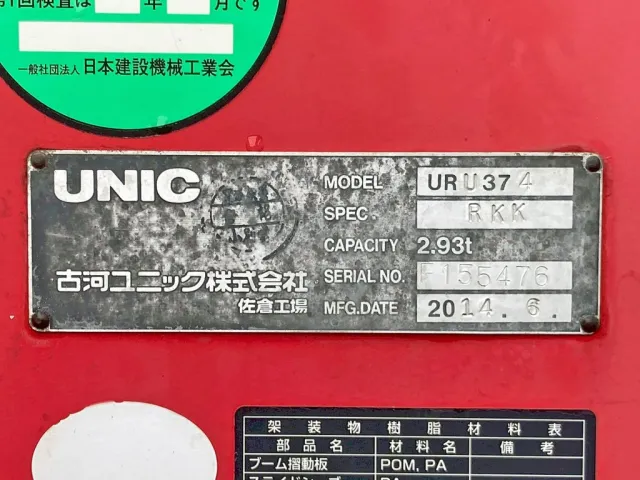 第1回検査は 年 月です
一般社団法人 日本建設機械工業会
UNIC
MODEL URU374
SPEC. RKK
CAPACITY 2.93t
古河ユニック株式会社
SERIAL NO. F155476
佐倉工場
MFG.DATE 2014.6.
架装物樹脂材料表
部品名 材料名 備考
ブーム摺動板 POM, PA